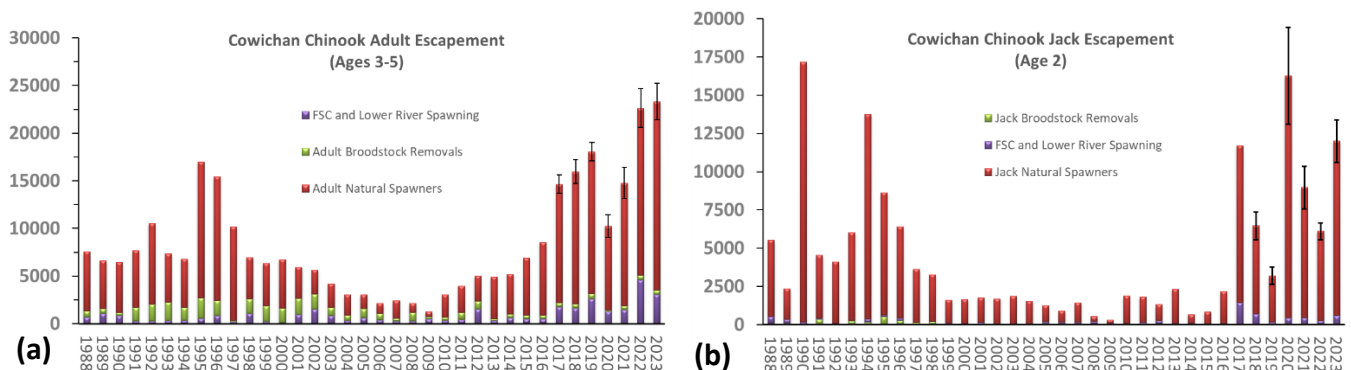 Cowichan Chinook Adult Escapement
(Ages 3-5)
30000
25000
20000
15000
10000
5000
0
FSC and Lower River Spawning
Adult Broodstock Removals
Adult Natural Spawners
1988 1989 1990 1991 1992 1993 1994 1995 1996 1997 1998 1999 2000 2001 2002 2003 2004 2005 2006 2007 2008 2009 2010 2011 2012 2013 2014 2015 2016 2017 2018 2019 2020 2021 2022 2023
(a)
Cowichan Chinook Jack Escapement
(Age 2)
20000
17500
15000
12500
10000
7500
5000
2500
0
Jack Broodstock Removals
FSC and Lower River Spawning
Jack Natural Spawners
1988 1989 1990 1991 1992 1993 1994 1995 1996 1997 1998 1999 2000 2001 2002 2003 2004 2005 2006 2007 2008 2009 2010 2011 2012 2013 2014 2015 2016 2017 2018 2019 2020 2021 2022 2023
(b)